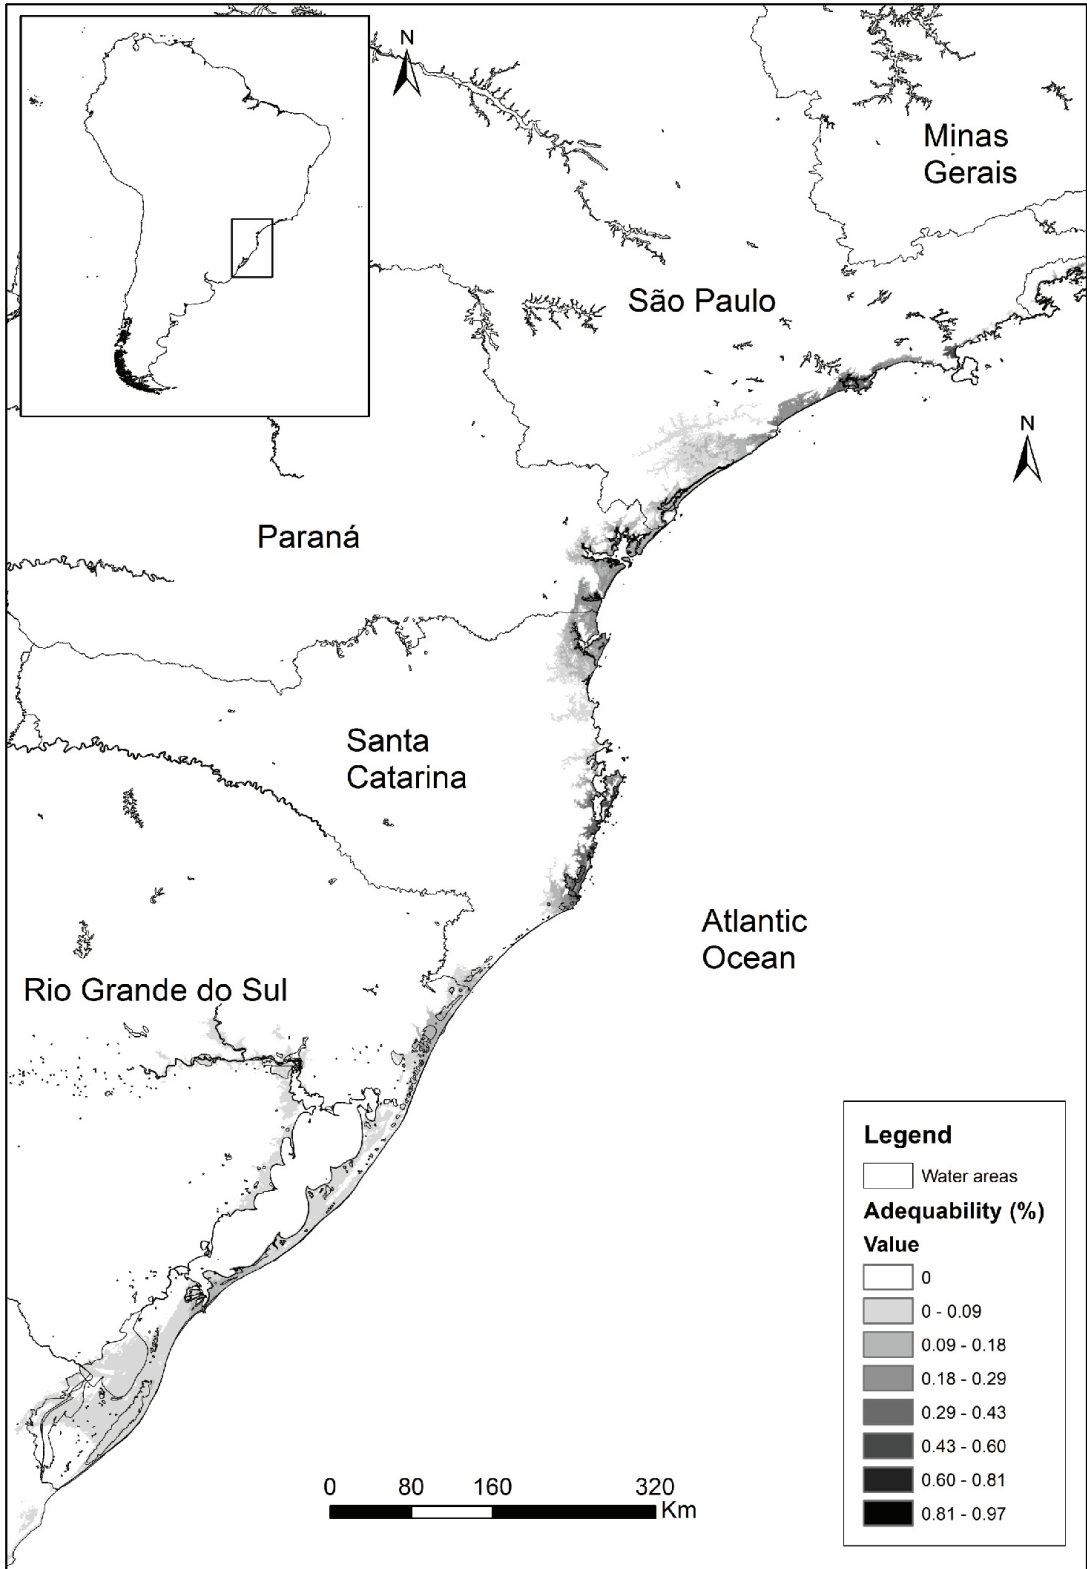 N
Minas
Gerais
São Paulo
N
Paraná
Santa
Catarina
Atlantic
Ocean
Rio Grande do Sul
Legend
Water areas
Adequability (%)
Value
0
0 - 0.09
0.09 - 0.18
0.18 - 0.29
0.29 - 0.43
0.43 - 0.60
0.60 - 0.81
0.81 - 0.97
0 80 160 320
Km